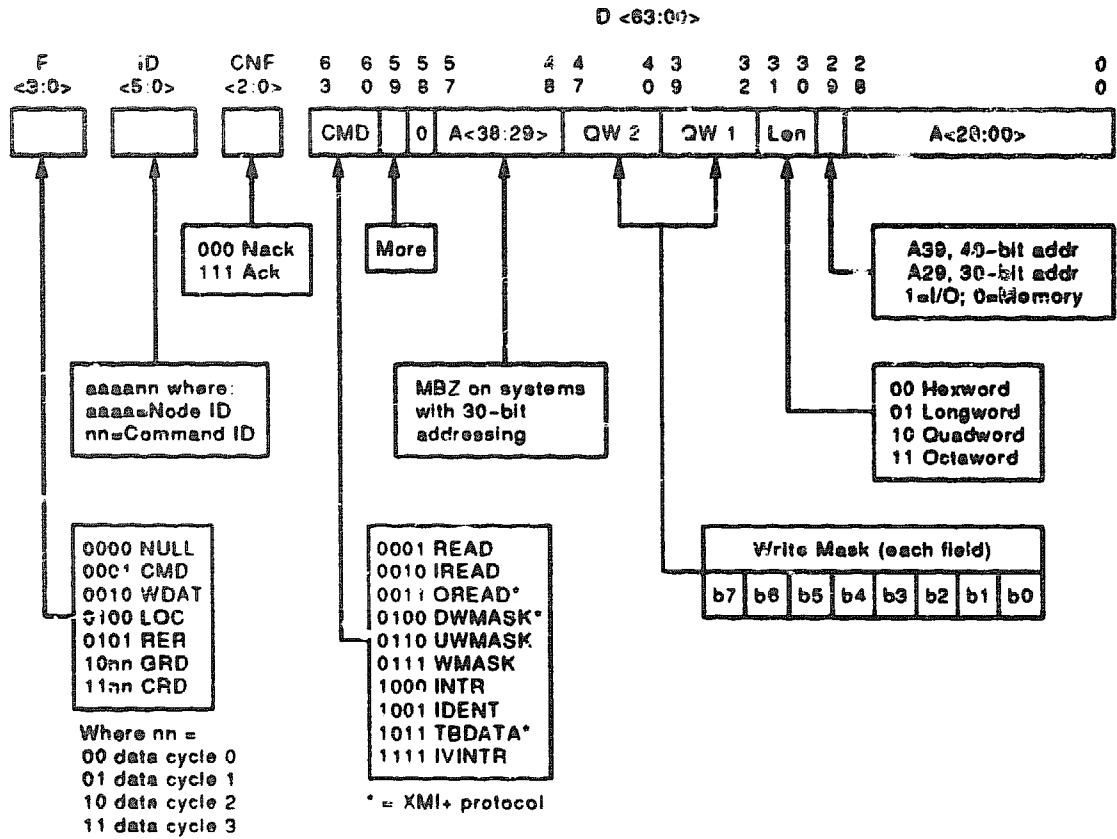 D <63:00>
F ID CNF 6 6 5 5 5 4 4 4 3 3 3 3 2 2 0
<3:0> <5:0> <2:0> 3 0 9 8 7 8 7 0 9 2 1 0 9 8 0
CMD 0 A<38:29> QW 2 QW 1 Len A<28:00>
000 Nack
111 Ack
More
A39, 40-bit addr
A29, 30-bit addr
1=I/O; 0=Memory
aaaann where:
aaaa=Node ID
nn=Command ID
MBZ on systems
with 30-bit
addressing
00 Hexword
01 Longword
10 Quadword
11 Octaword
0000 NULL
0001 CMD
0010 WDAT
0100 LOC
0101 RER
10nn GRD
11nn CRD
Where nn =
00 data cycle 0
01 data cycle 1
10 data cycle 2
11 data cycle 3
0001 READ
0010 IREAD
0011 OREAD*
0100 DWMASK*
0110 UWMASK
0111 WMASK
1000 INTR
1001 IDENT
1011 TBDATA*
1111 IVINTR
* = XMI+ protocol
Write Mask (each field)
b7 b6 b5 b4 b3 b2 b1 b0